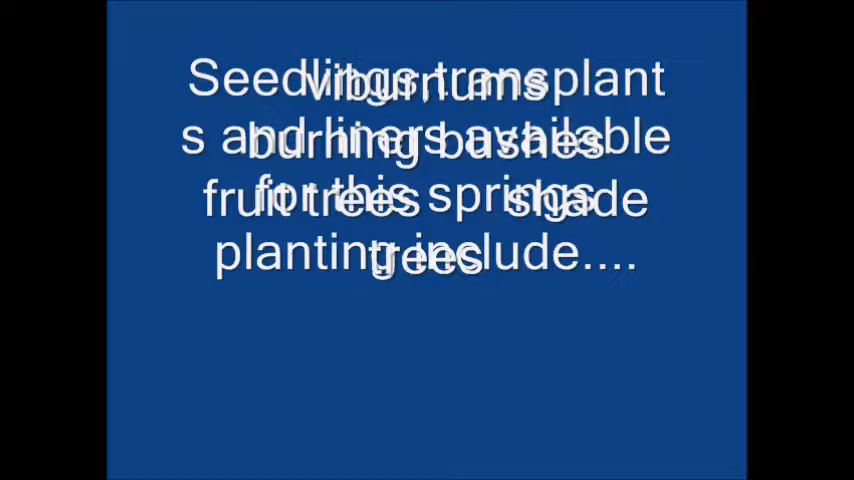 Seedlings, transplant
s and liners available
for this springs
planting include....
viburnums
burning bushes
fruit trees shade
trees